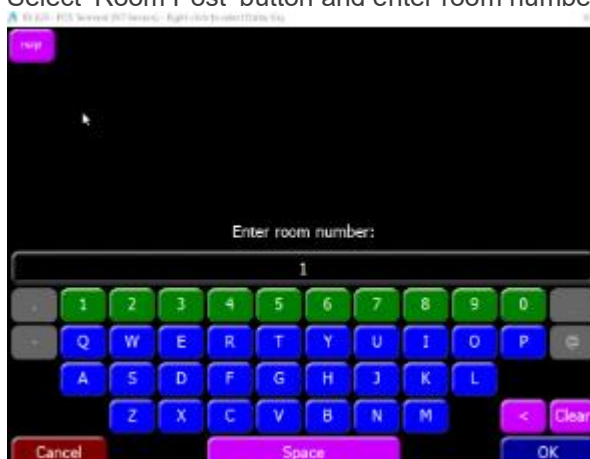 Select 'Room Post' button and enter room numbe
Help
Enter room number:
1
1 2 3 4 5 6 7 8 9 0
- Q W E R T Y U I O P @
A S D F G H J K L
Z X C V B N M < Clear
Cancel Space OK